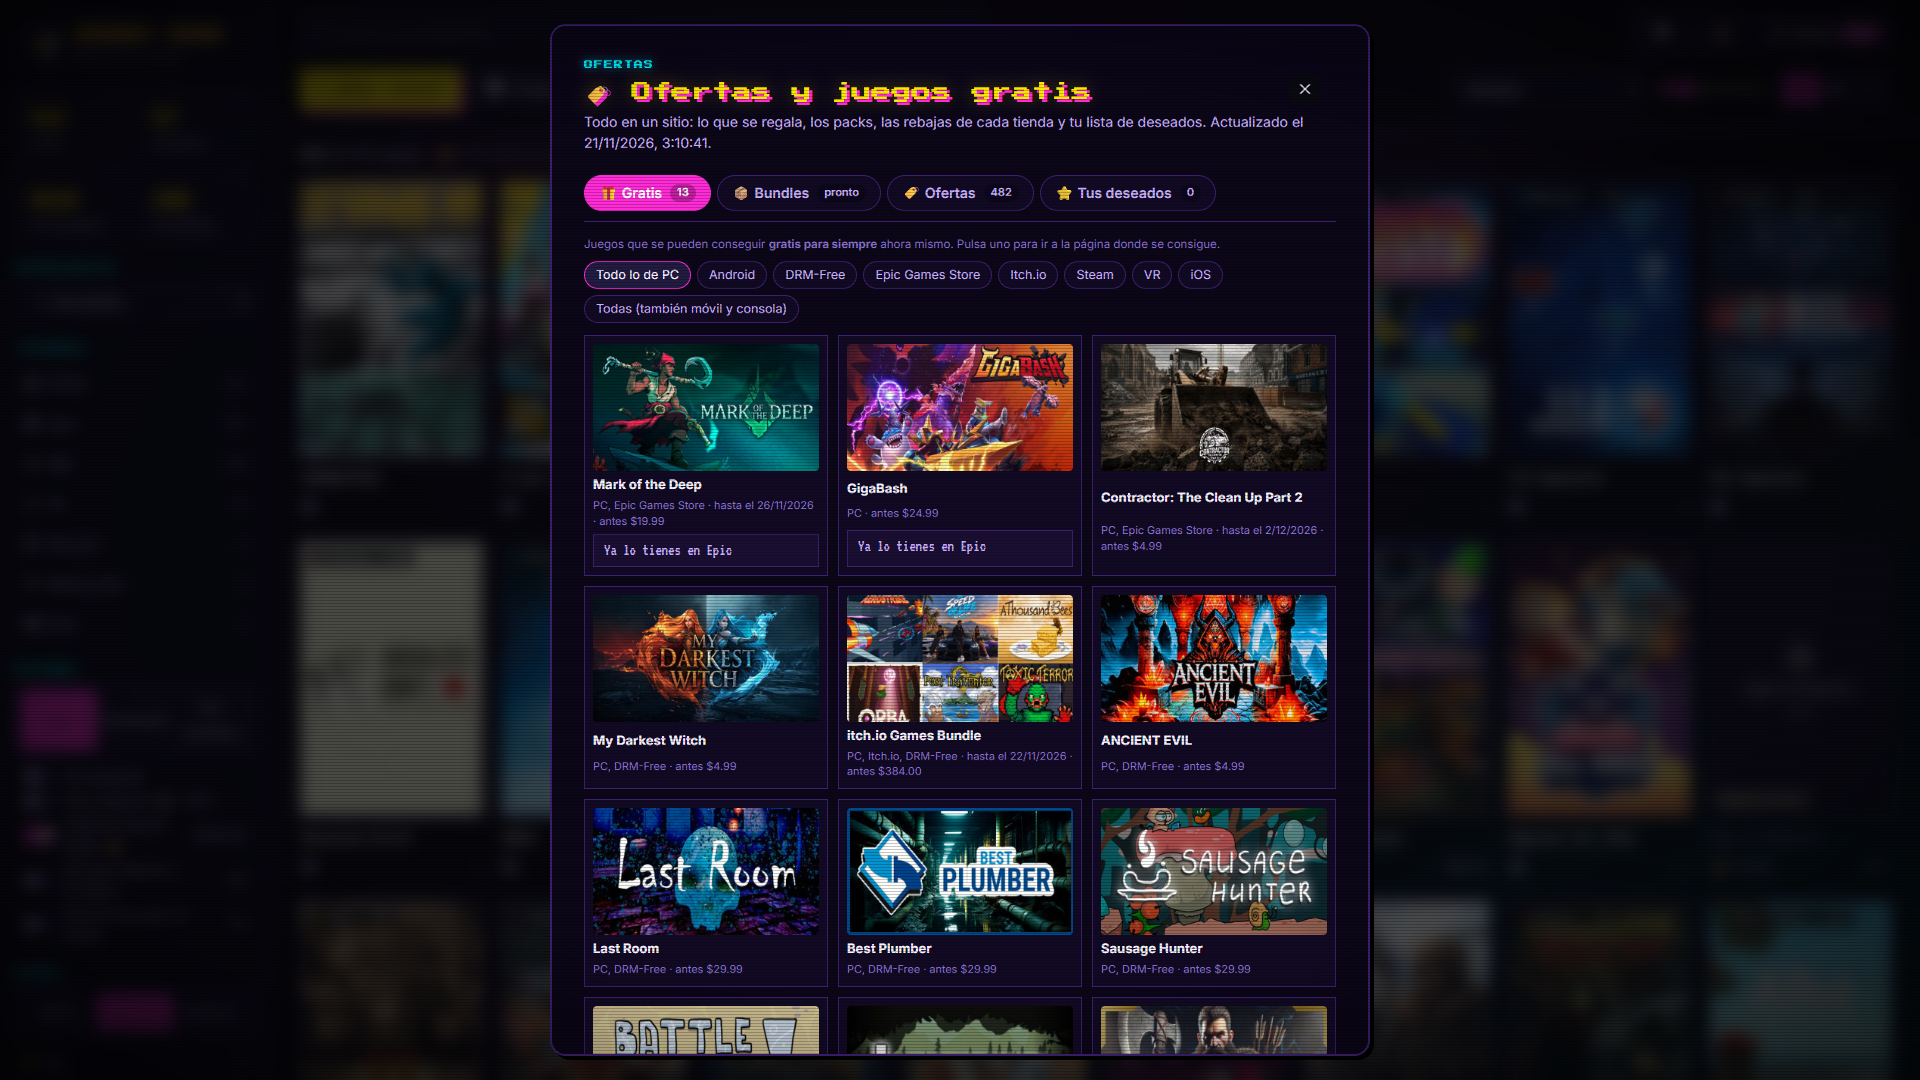 OFERTAS
Ofertas y juegos gratis
Todo en un sitio: lo que se regala, los packs, las rebajas de cada tienda y tu lista de deseados. Actualizado el
21/11/2026, 3:10:41.
Gratis 13 Bundles pronto Ofertas 482 Tus deseados 0
Juegos que se pueden conseguir gratis para siempre ahora mismo. Pulsa uno para ir a la página donde se consigue.
Todo lo de PC Android DRM-Free Epic Games Store Itch.io Steam VR iOS
Todas (también móvil y consola)
MARK OF THE DEEP
Mark of the Deep
PC, Epic Games Store · hasta el 26/11/2026
· antes $19.99
Ya lo tienes en Epic
GIGABASH
GigaBash
PC · antes $24.99
Ya lo tienes en Epic
CONTRACTOR
Contractor: The Clean Up Part 2
PC, Epic Games Store · hasta el 2/12/2026 ·
antes $4.99
MY
DARKEST
WITCH
My Darkest Witch
PC, DRM-Free · antes $4.99
SPEED
A Thousand Bees
ORBA
TOXIC TERROR
itch.io Games Bundle
PC, Itch.io, DRM-Free · hasta el 22/11/2026 ·
antes $384.00
ANCIENT
EVIL
ANCIENT EVIL
PC, DRM-Free · antes $4.99
Last Room
Last Room
PC, DRM-Free · antes $29.99
BEST
PLUMBER
Best Plumber
PC, DRM-Free · antes $29.99
SAUSAGE
HUNTER
Sausage Hunter
PC, DRM-Free · antes $29.99
BATTLE